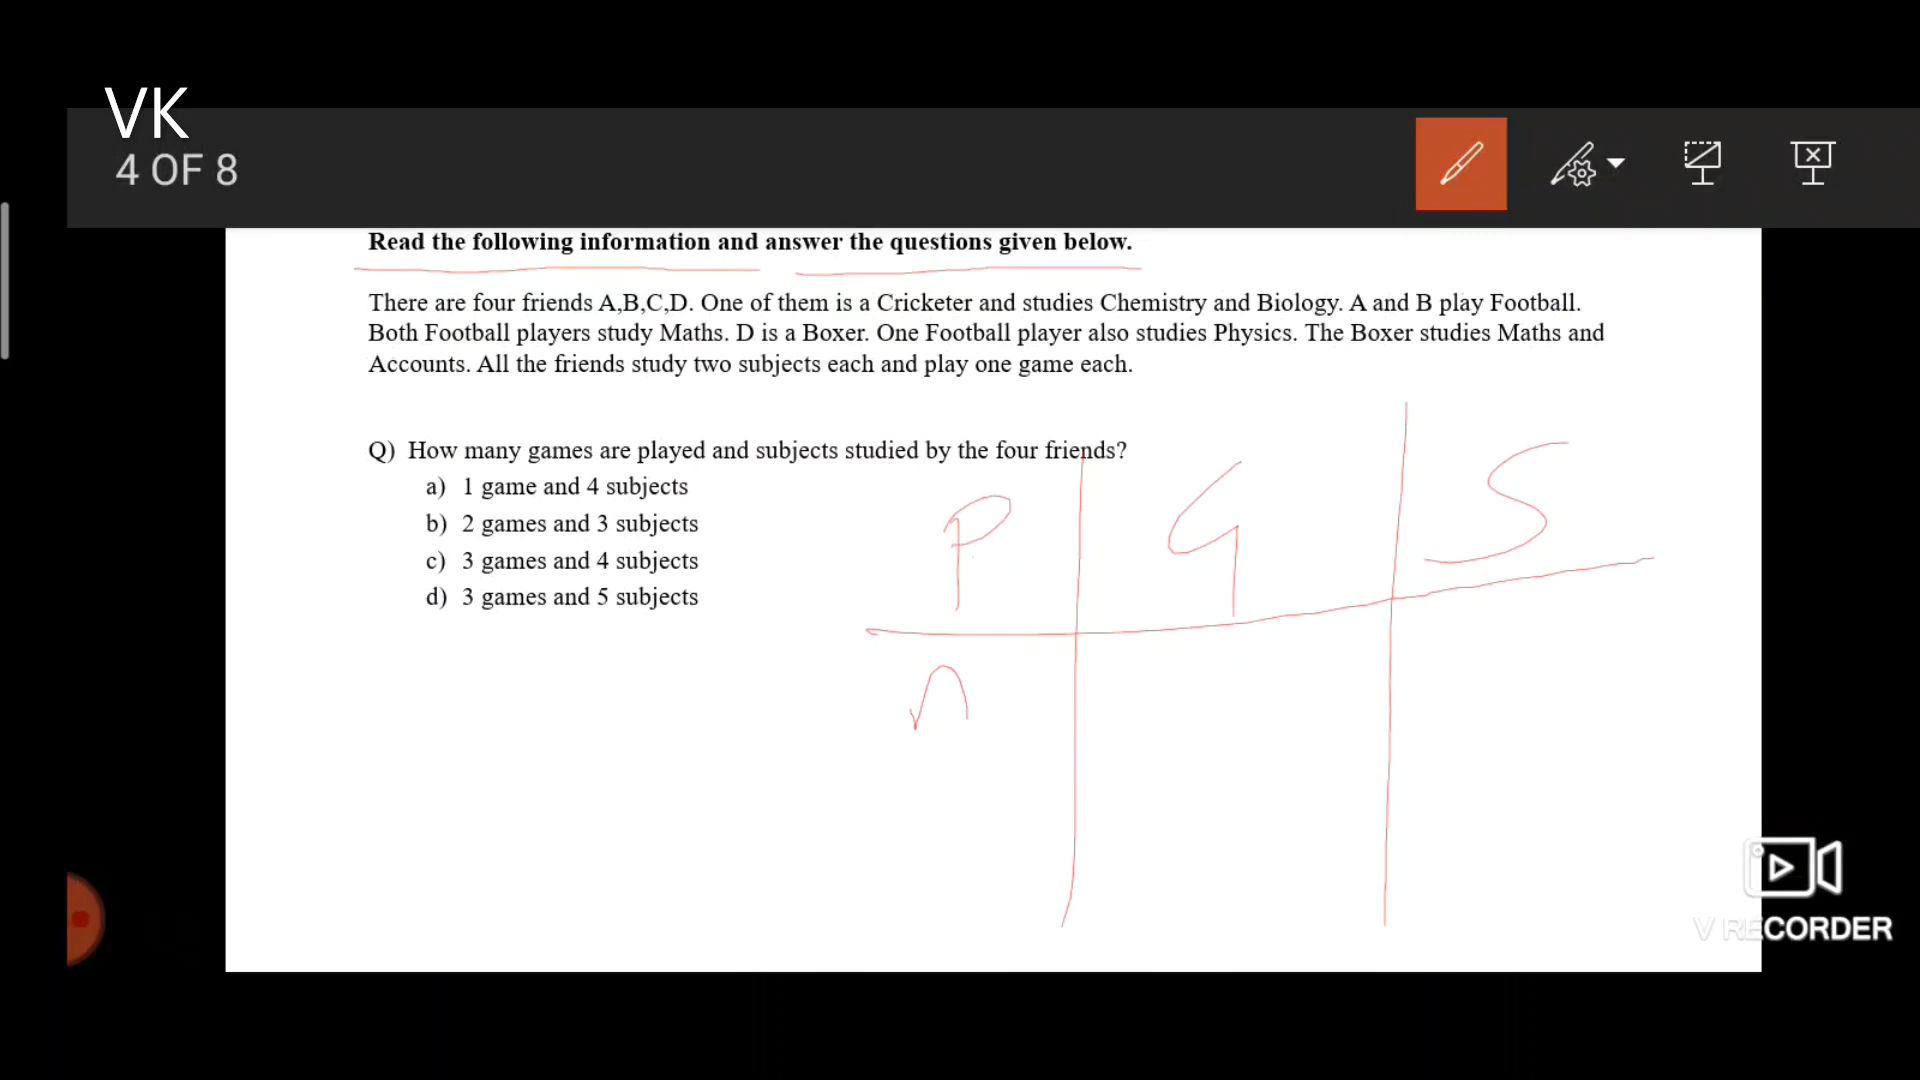 VK
4 OF 8
Read the following information and answer the questions given below.
There are four friends A,B,C,D. One of them is a Cricketer and studies Chemistry and Biology. A and B play Football.
Both Football players study Maths. D is a Boxer. One Football player also studies Physics. The Boxer studies Maths and
Accounts. All the friends study two subjects each and play one game each.
Q) How many games are played and subjects studied by the four friends?
a) 1 game and 4 subjects
b) 2 games and 3 subjects
c) 3 games and 4 subjects
d) 3 games and 5 subjects
P G S
V RECORDER